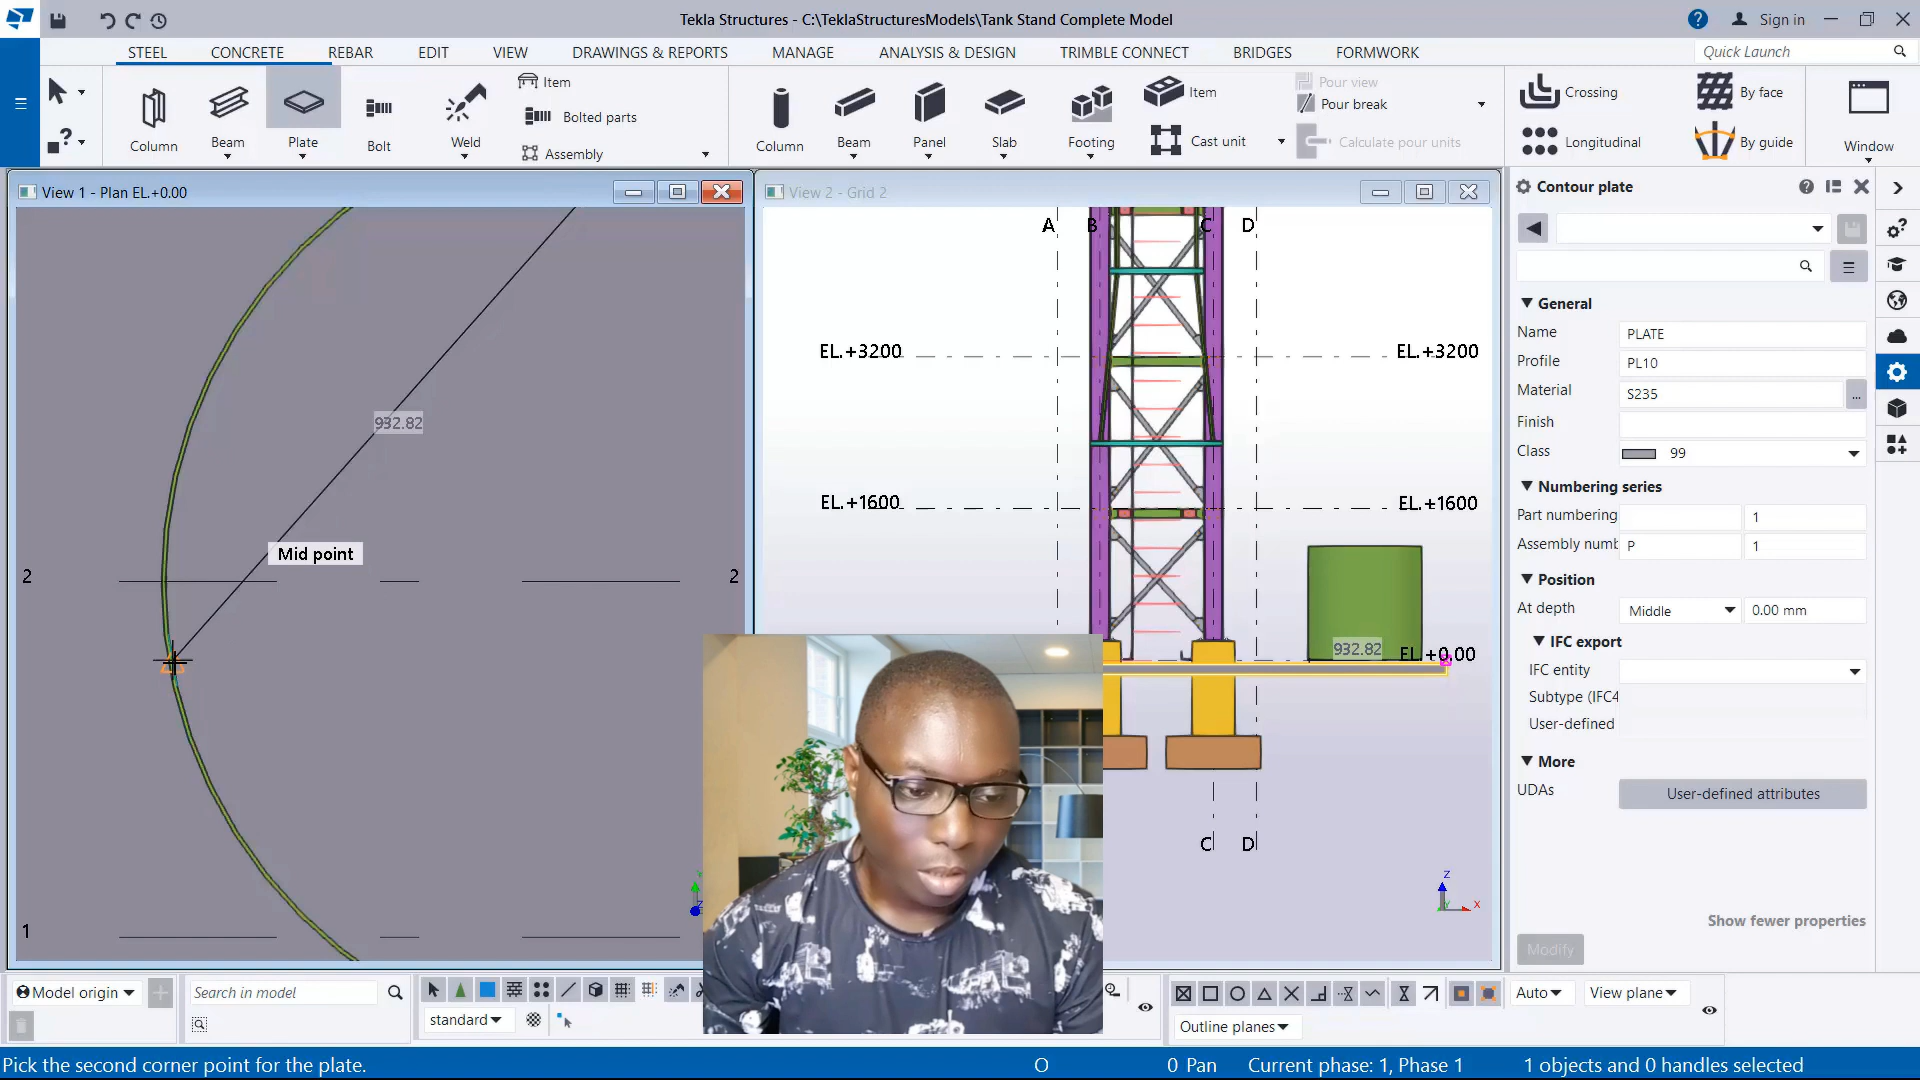 Tekla Structures - C:\TeklaStructuresModels\Tank Stand Complete Model
Sign in
STEEL CONCRETE REBAR EDIT VIEW DRAWINGS & REPORTS MANAGE ANALYSIS & DESIGN TRIMBLE CONNECT BRIDGES FORMWORK
Quick Launch
Column Beam Plate Bolt Weld
Item
Bolted parts
Assembly
Column Beam Panel Slab Footing
Item
Cast unit
Pour view
Pour break
Calculate pour units
Crossing
Longitudinal
By face
By guide
Window
View 1 - Plan EL.+0.00
932.82
Mid point
2 2
1
View 2 - Grid 2
A B C D
EL.+3200 EL.+3200
EL.+1600 EL.+1600
932.82 EL.+0.00
C D
Z
X
Contour plate
General
Name PLATE
Profile PL10
Material S235 ...
Finish
Class 99
Numbering series
Part numbering 1
Assembly numb P 1
Position
At depth Middle 0.00 mm
IFC export
IFC entity
Subtype (IFC4
User-defined
More
UDAs User-defined attributes
Show fewer properties
Modify
Model origin
Search in model
standard
Auto View plane
Outline planes
Pick the second corner point for the plate. O 0 Pan Current phase: 1, Phase 1 1 objects and 0 handles selected